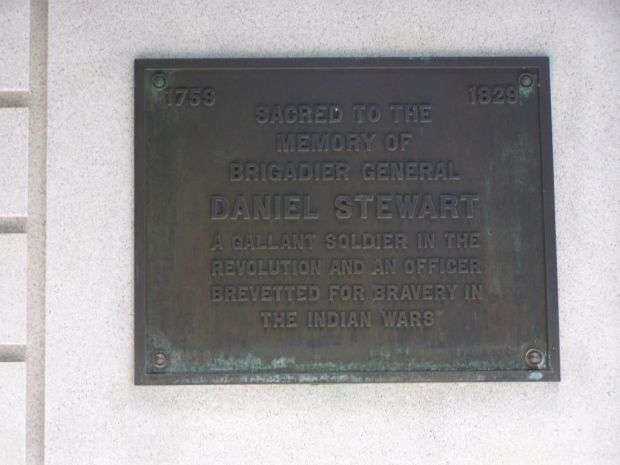 1759 1829
SACRED TO THE
MEMORY OF
BRIGADIER GENERAL
DANIEL STEWART
A GALLANT SOLDIER IN THE
REVOLUTION AND AN OFFICER
BREVETTED FOR BRAVERY IN
THE INDIAN WARS